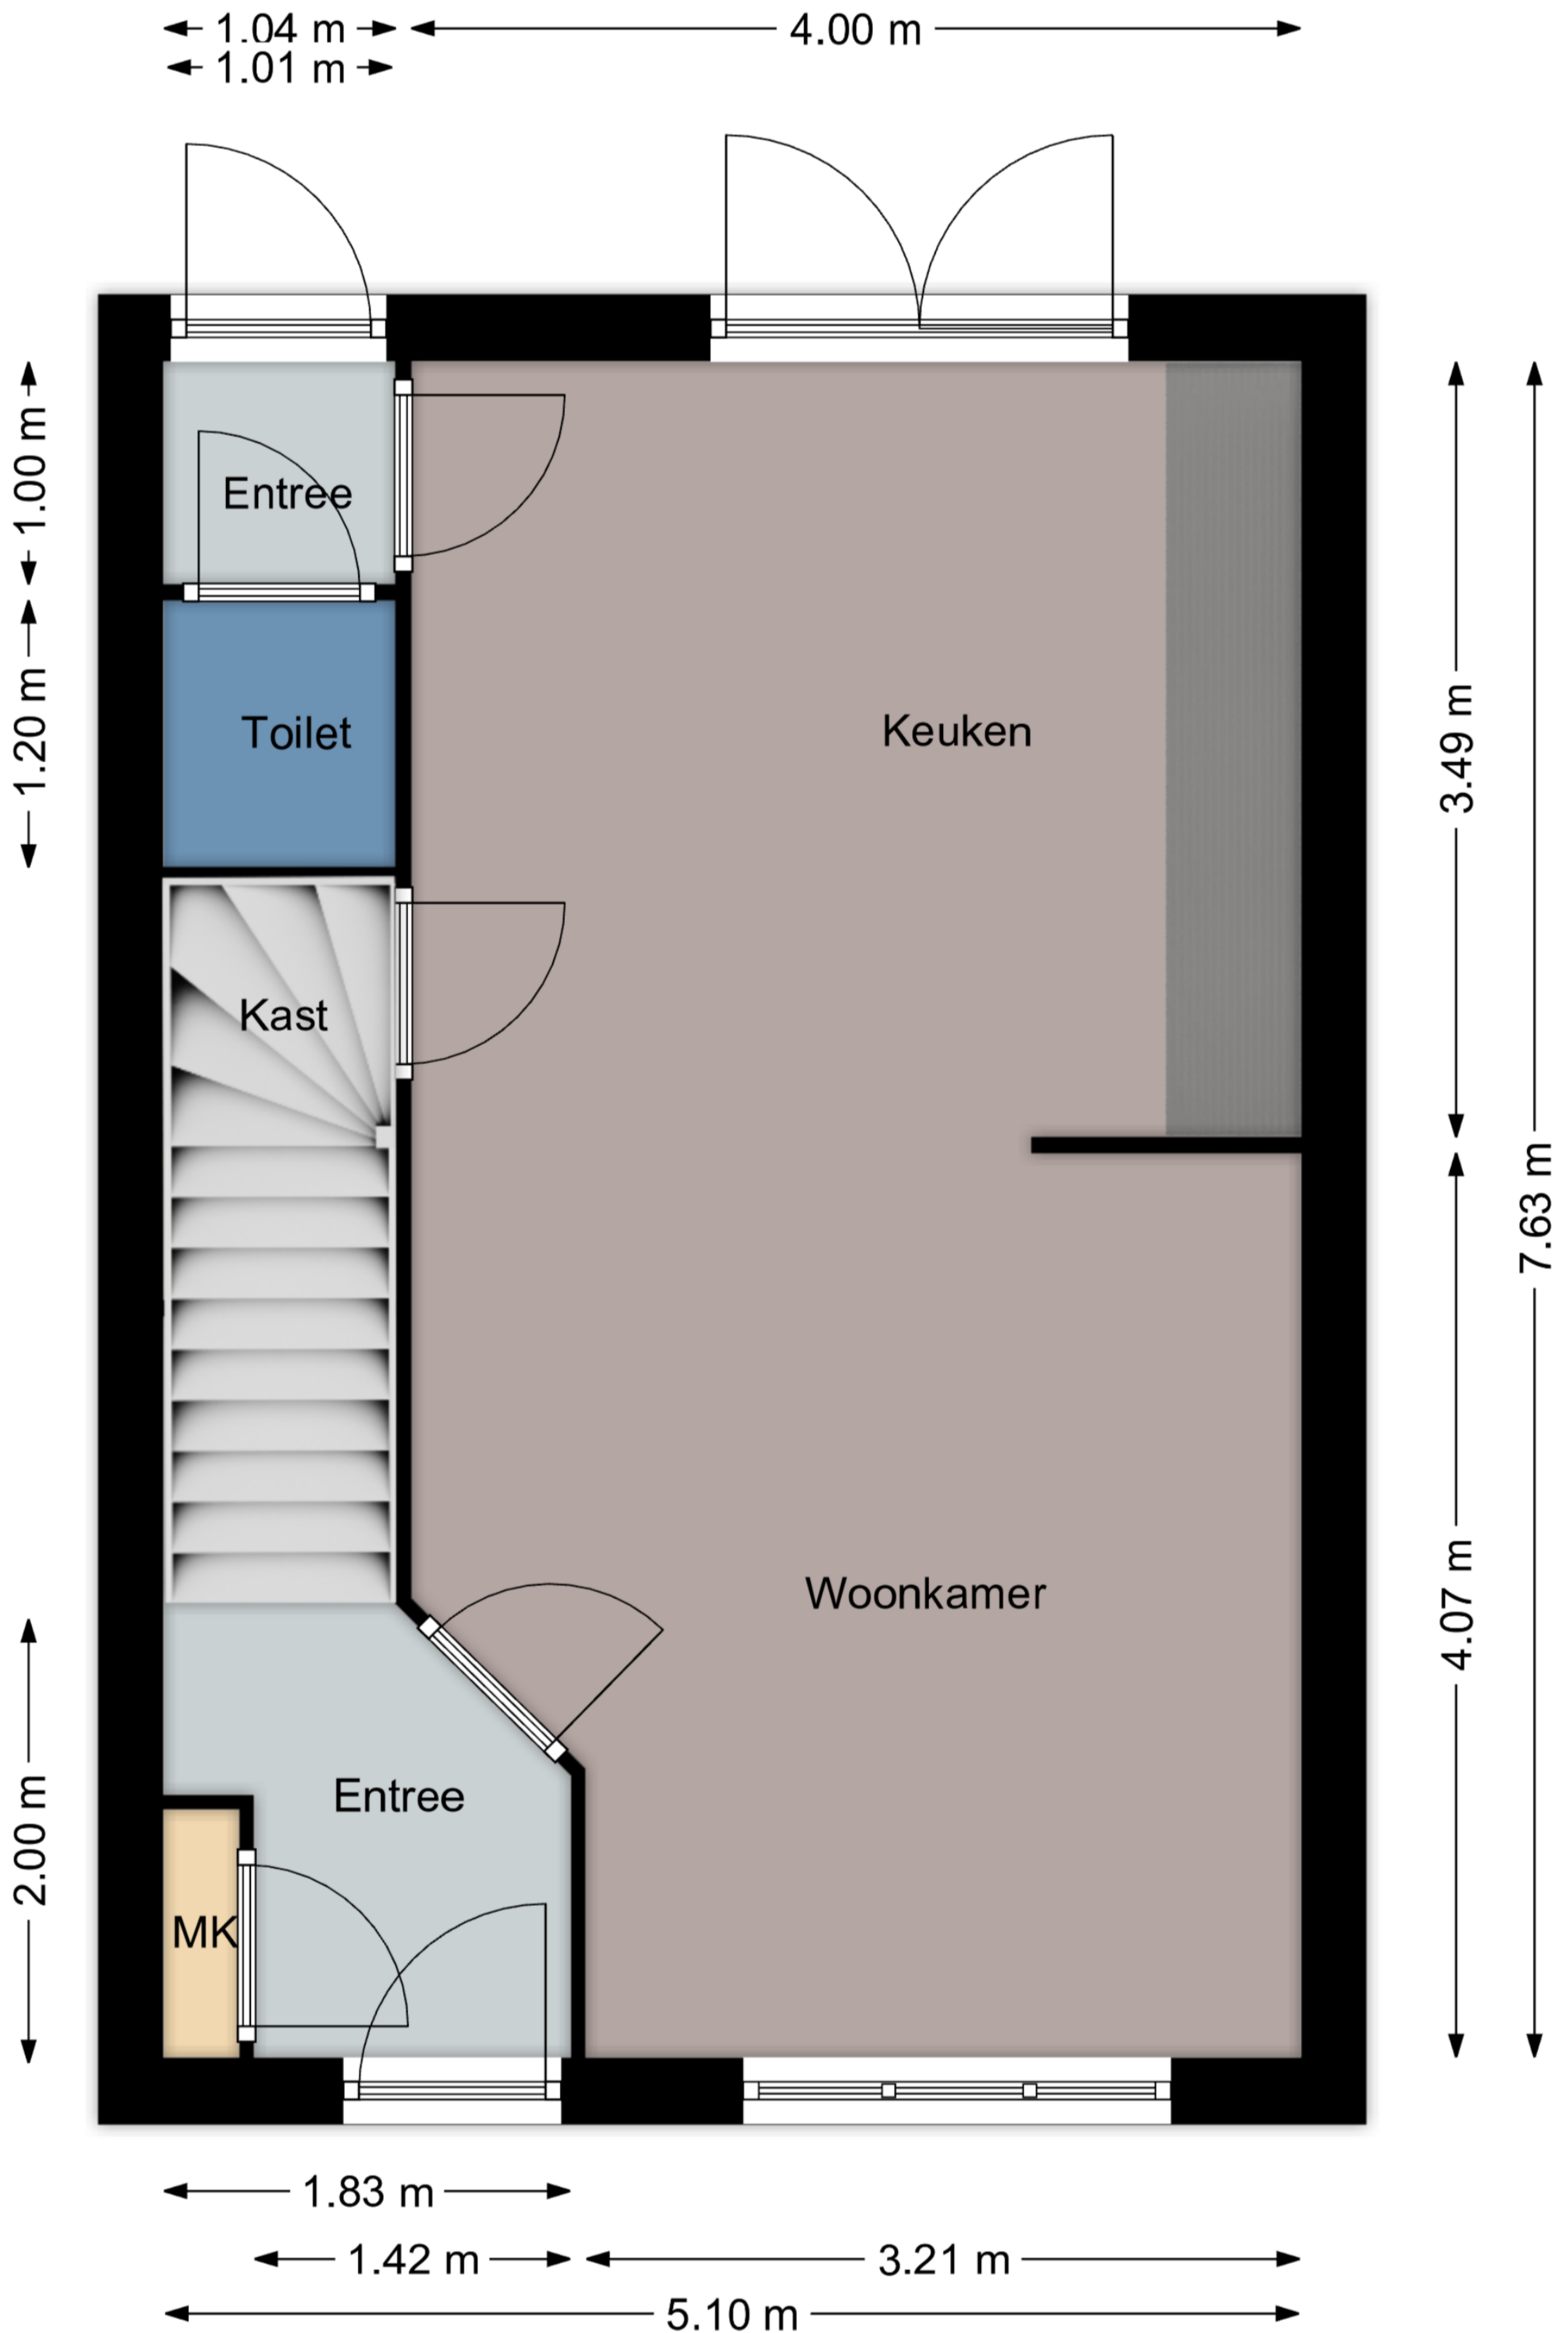 1.04 m
4.00 m
1.01 m
1.00 m
Entree
1.20 m
Toilet
Keuken
3.49 m
Kast
7.63 m
Woonkamer
4.07 m
Entree
2.00 m
MK
1.83 m
1.42 m
3.21 m
5.10 m